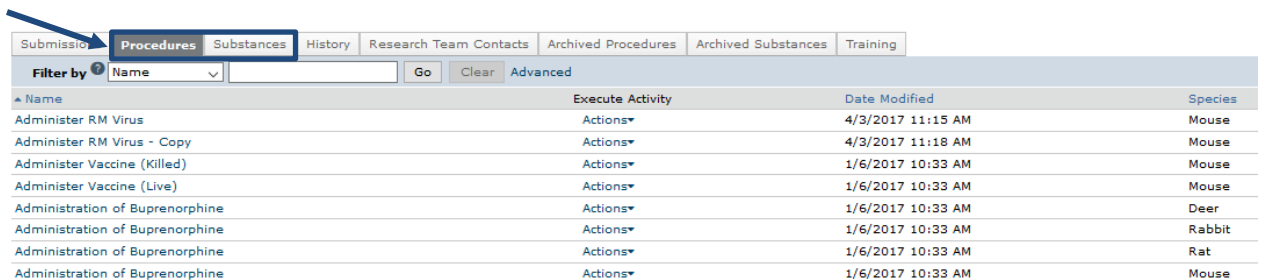 Submission Procedures Substances History Research Team Contacts Archived Procedures Archived Substances Training
Filter by ? Name Go Clear Advanced
Name Execute Activity Date Modified Species
Administer RM Virus Actions 4/3/2017 11:15 AM Mouse
Administer RM Virus - Copy Actions 4/3/2017 11:18 AM Mouse
Administer Vaccine (Killed) Actions 1/6/2017 10:33 AM Mouse
Administer Vaccine (Live) Actions 1/6/2017 10:33 AM Mouse
Administration of Buprenorphine Actions 1/6/2017 10:33 AM Deer
Administration of Buprenorphine Actions 1/6/2017 10:33 AM Rabbit
Administration of Buprenorphine Actions 1/6/2017 10:33 AM Rat
Administration of Buprenorphine Actions 1/6/2017 10:33 AM Mouse